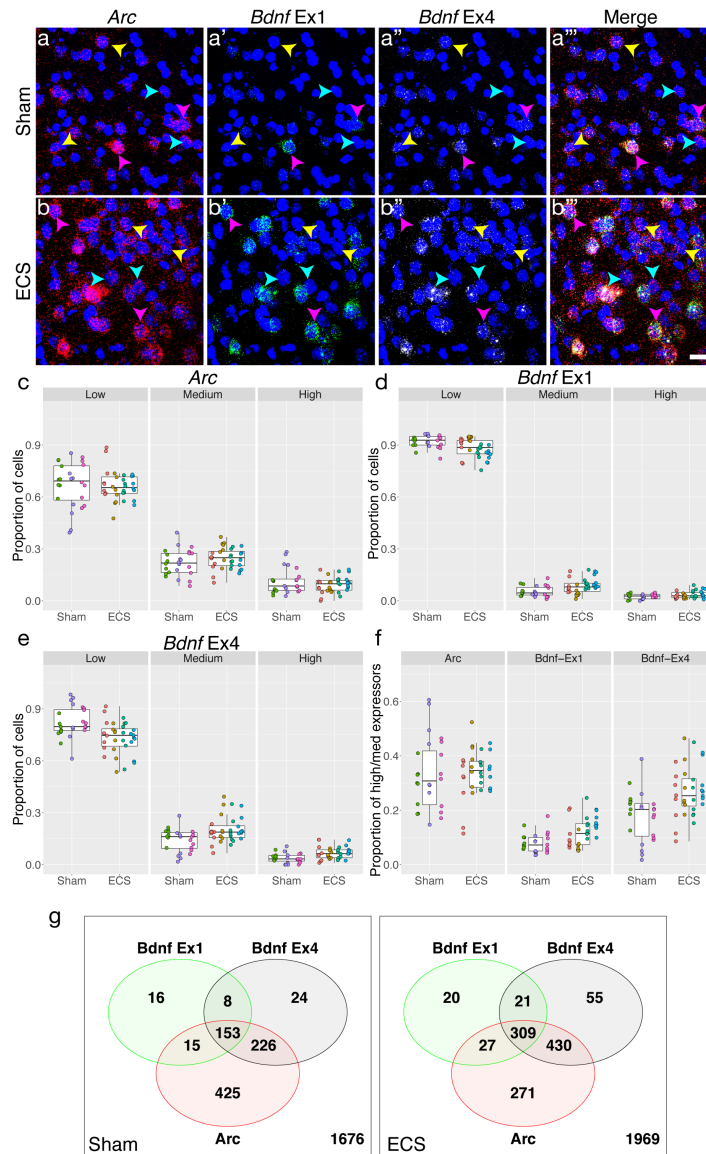 Arc Bdnf Ex1 Bdnf Ex4 Merge
Sham
a a' a" a"'
ECS
b b' b" b"'
c Arc
Low Medium High
Proportion of cells
0.9
0.6
0.3
0.0
Sham ECS Sham ECS Sham ECS
d Bdnf Ex1
Low Medium High
Proportion of cells
0.9
0.6
0.3
0.0
Sham ECS Sham ECS Sham ECS
e Bdnf Ex4
Low Medium High
Proportion of cells
0.9
0.6
0.3
0.0
Sham ECS Sham ECS Sham ECS
f
Arc Bdnf−Ex1 Bdnf−Ex4
Proportion of high/med expressors
0.6
0.4
0.2
0.0
Sham ECS Sham ECS Sham ECS
g
Bdnf Ex1 Bdnf Ex4
16 8 24
153
15 226
425
Sham Arc 1676
Bdnf Ex1 Bdnf Ex4
20 21 55
309
27 430
271
ECS Arc 1969